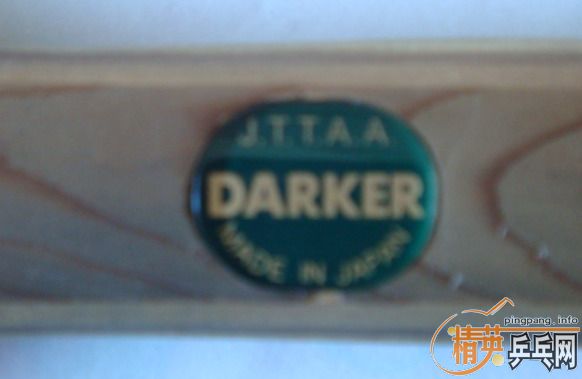 J.T.T.A.A.
DARKER
MADE IN JAPAN
pingpang.info
精英乒乓网